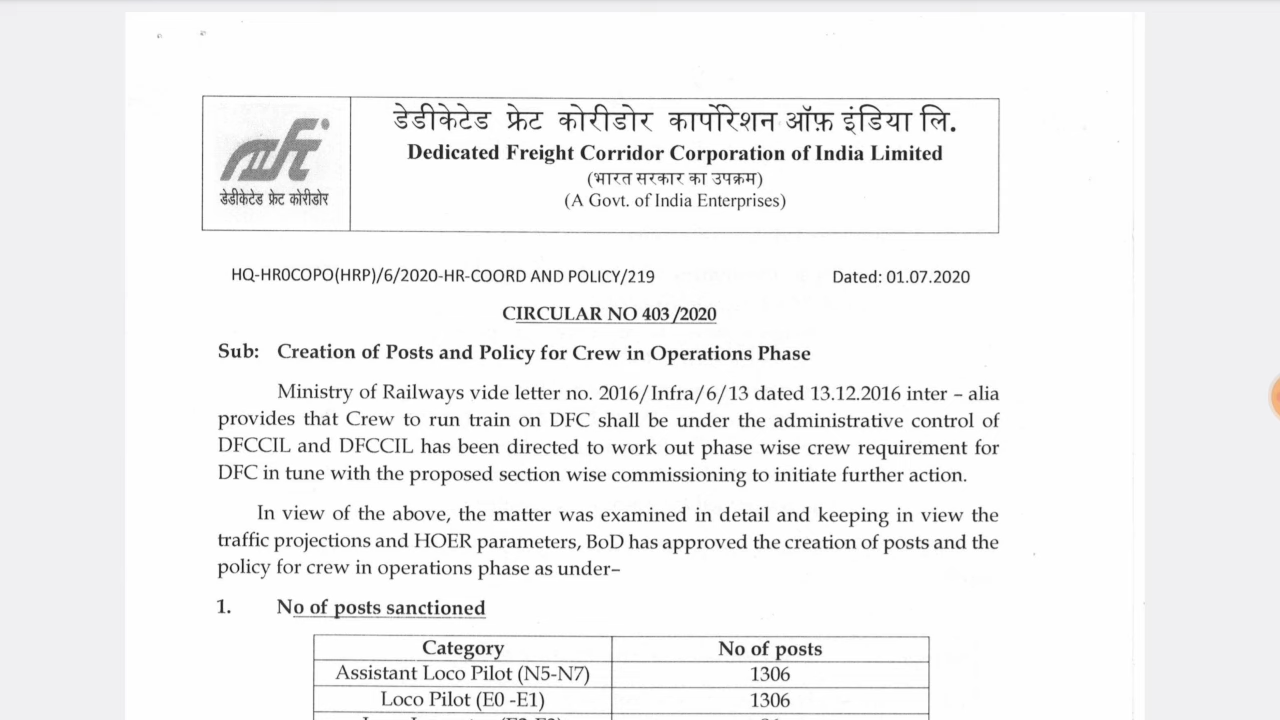 डेडीकेटेड फ्रेट कोरीडोर कार्पोरेशन ऑफ़ इंडिया लि.
Dedicated Freight Corridor Corporation of India Limited
(भारत सरकार का उपक्रम)
(A Govt. of India Enterprises)
डेडीकेटेड फ्रेट कोरीडोर
HQ-HR0COPO(HRP)/6/2020-HR-COORD AND POLICY/219 Dated: 01.07.2020
CIRCULAR NO 403 /2020
Sub: Creation of Posts and Policy for Crew in Operations Phase
Ministry of Railways vide letter no. 2016/Infra/6/13 dated 13.12.2016 inter – alia
provides that Crew to run train on DFC shall be under the administrative control of
DFCCIL and DFCCIL has been directed to work out phase wise crew requirement for
DFC in tune with the proposed section wise commissioning to initiate further action.
In view of the above, the matter was examined in detail and keeping in view the
traffic projections and HOER parameters, BoD has approved the creation of posts and the
policy for crew in operations phase as under–
1. No of posts sanctioned
Category No of posts
Assistant Loco Pilot (N5-N7) 1306
Loco Pilot (E0 -E1) 1306